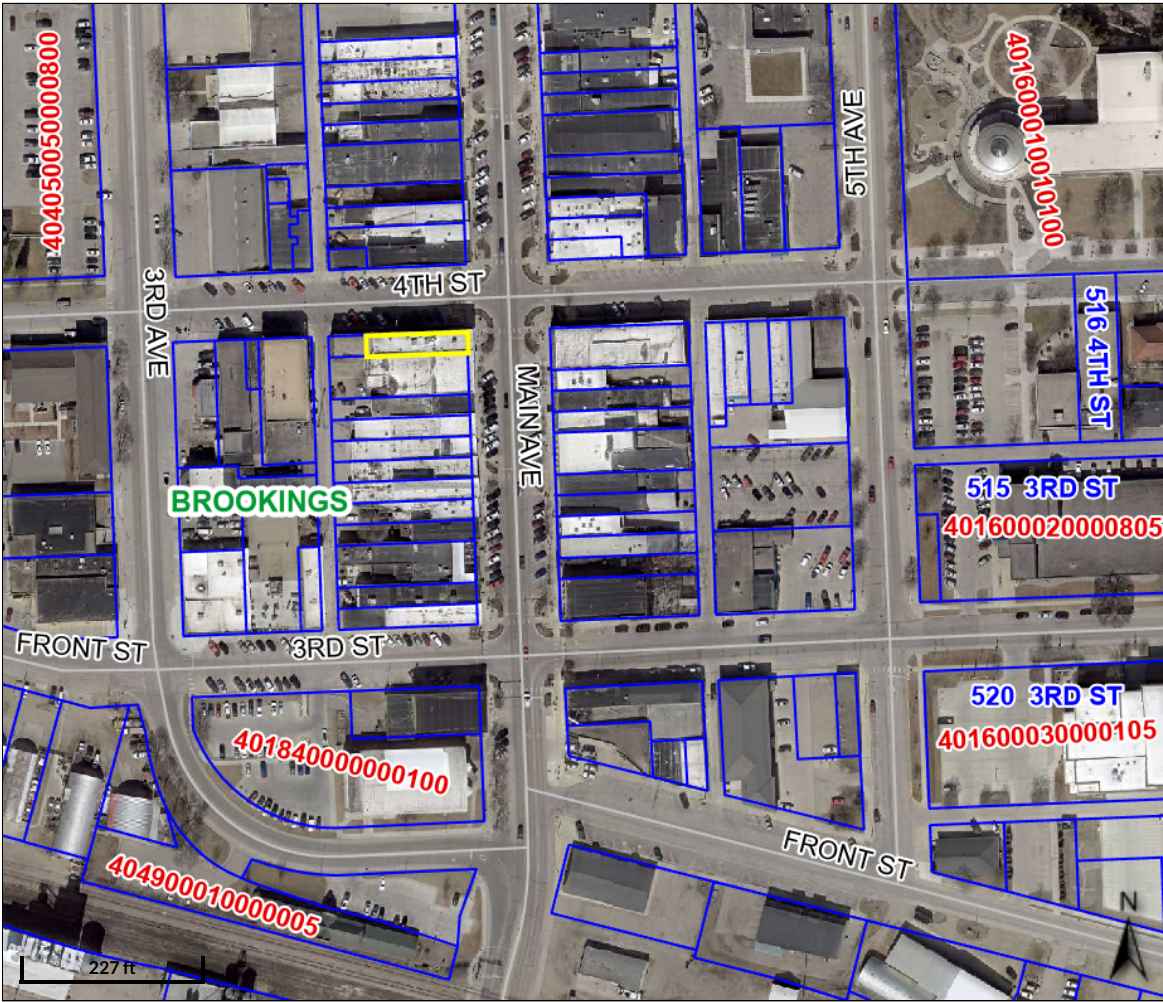 40405005000800
401600010010100
5TH AVE
3RD AVE
4TH ST
516 4TH ST
MAIN AVE
BROOKINGS
515 3RD ST
401600020000805
FRONT ST
3RD ST
520 3RD ST
401600030000105
401840000000100
FRONT ST
404900010000005
N
227 ft